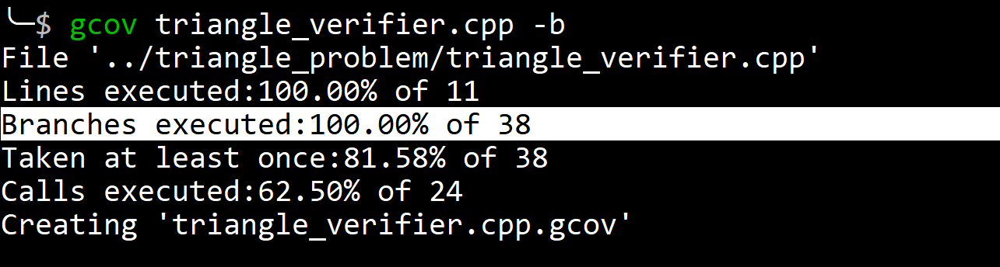 ╰─$ gcov triangle_verifier.cpp -b
File '../triangle_problem/triangle_verifier.cpp'
Lines executed:100.00% of 11
Branches executed:100.00% of 38
Taken at least once:81.58% of 38
Calls executed:62.50% of 24
Creating 'triangle_verifier.cpp.gcov'